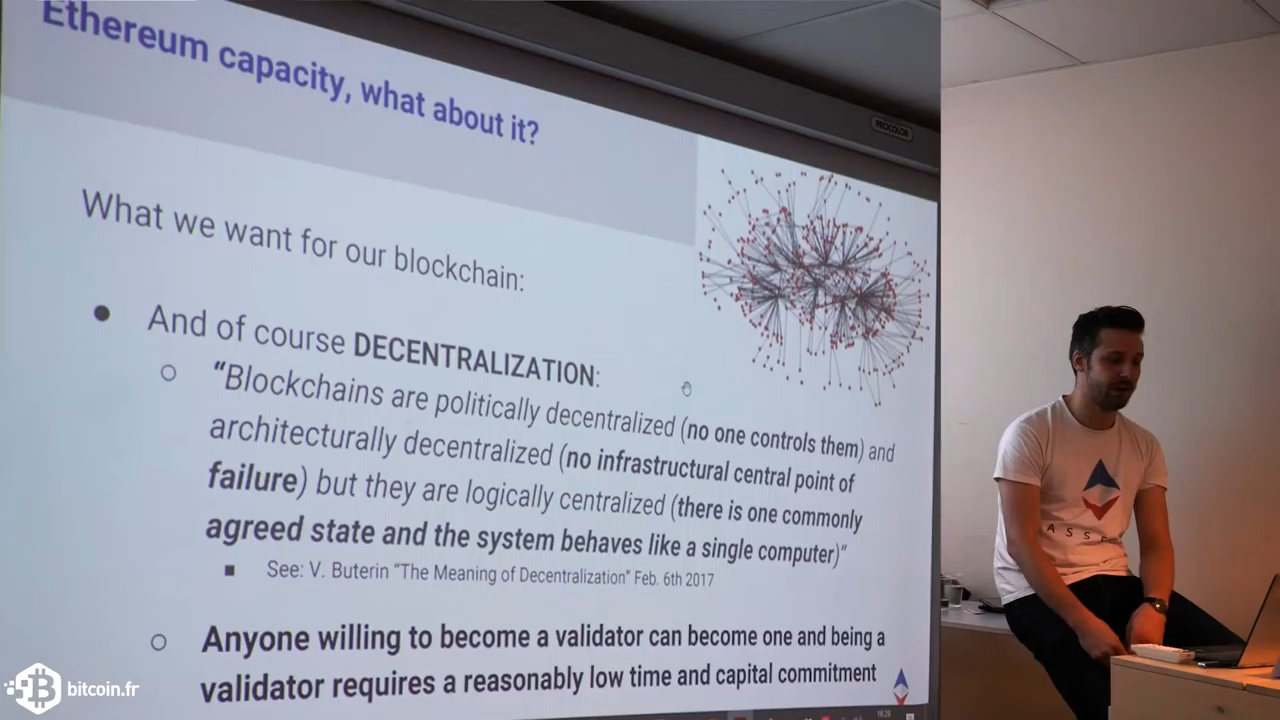 Ethereum capacity, what about it?
PROCOLOR
What we want for our blockchain:
And of course DECENTRALIZATION:
“Blockchains are politically decentralized (no one controls them) and
architecturally decentralized (no infrastructural central point of
failure) but they are logically centralized (there is one commonly
agreed state and the system behaves like a single computer)”
See: V. Buterin “The Meaning of Decentralization” Feb. 6th 2017
Anyone willing to become a validator can become one and being a
validator requires a reasonably low time and capital commitment
ASSE
bitcoin.fr